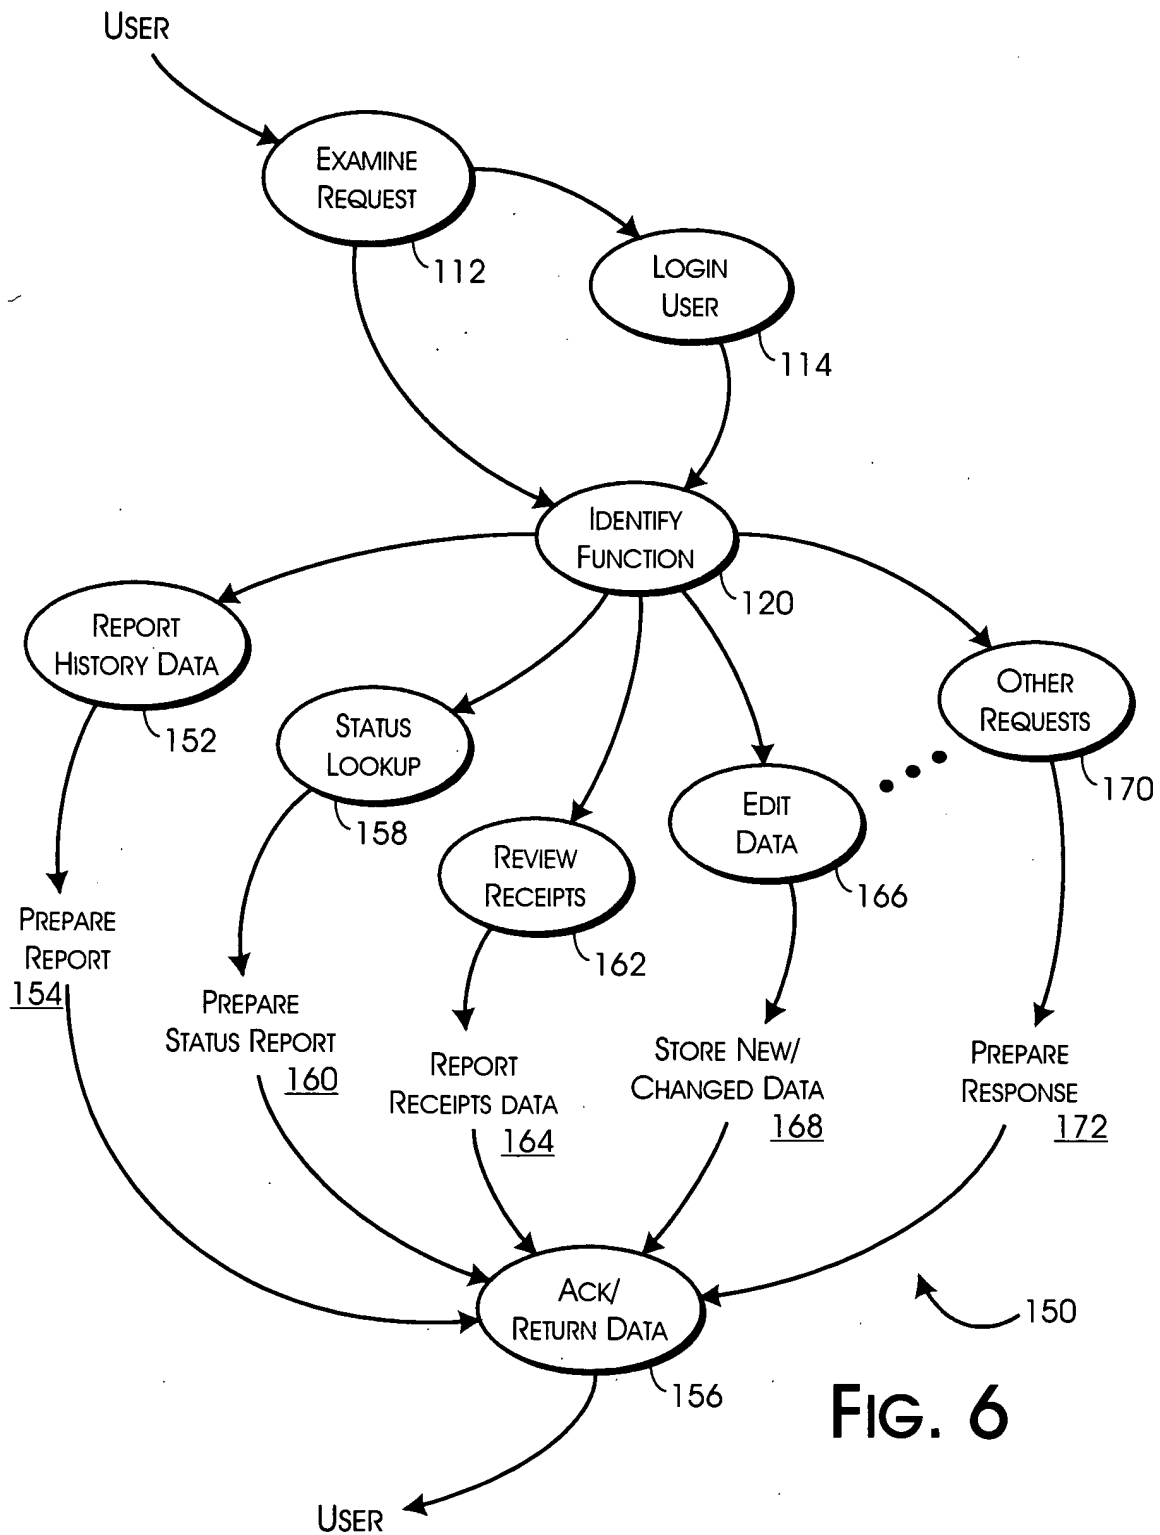 USER
EXAMINE
REQUEST
112
LOGIN
USER
114
IDENTIFY
FUNCTION
120
REPORT
HISTORY DATA
152
STATUS
LOOKUP
158
REVIEW
RECEIPTS
162
EDIT
DATA
166
OTHER
REQUESTS
170
PREPARE
REPORT
154
PREPARE
STATUS REPORT
160
REPORT
RECEIPTS DATA
164
STORE NEW/
CHANGED DATA
168
PREPARE
RESPONSE
172
ACK/
RETURN DATA
156
150
FIG. 6
USER